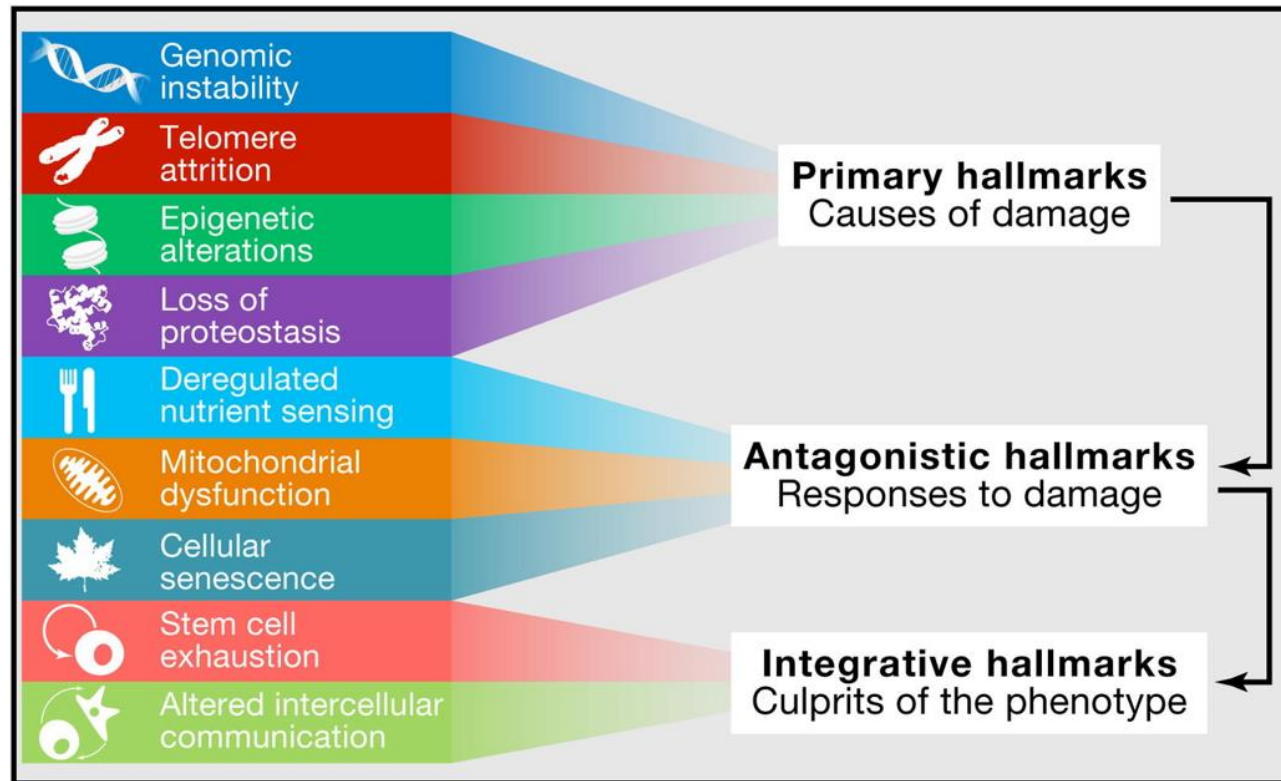 Genomic
instability
Telomere
attrition
Epigenetic
alterations
Loss of
proteostasis
Deregulated
nutrient sensing
Mitochondrial
dysfunction
Cellular
senescence
Stem cell
exhaustion
Altered intercellular
communication
Primary hallmarks
Causes of damage
Antagonistic hallmarks
Responses to damage
Integrative hallmarks
Culprits of the phenotype